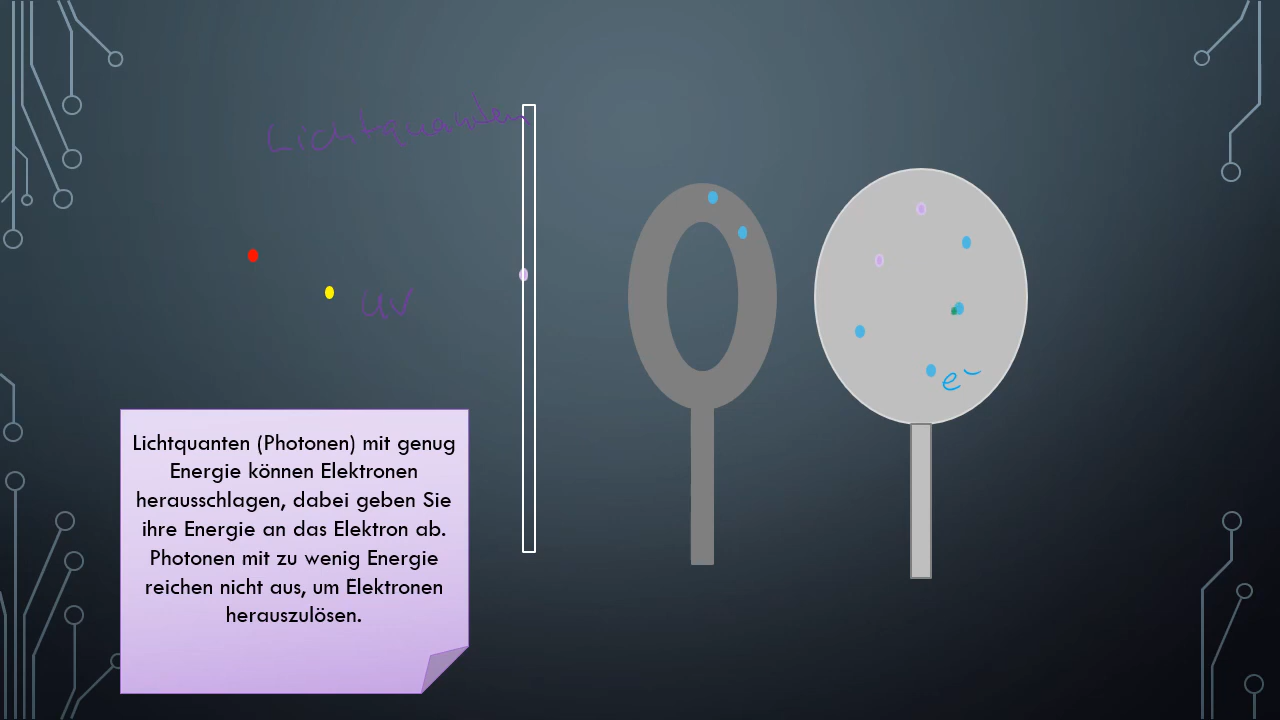 Lichtquanten
UV
e⁻
Lichtquanten (Photonen) mit genug
Energie können Elektronen
herausschlagen, dabei geben Sie
ihre Energie an das Elektron ab.
Photonen mit zu wenig Energie
reichen nicht aus, um Elektronen
herauszulösen.